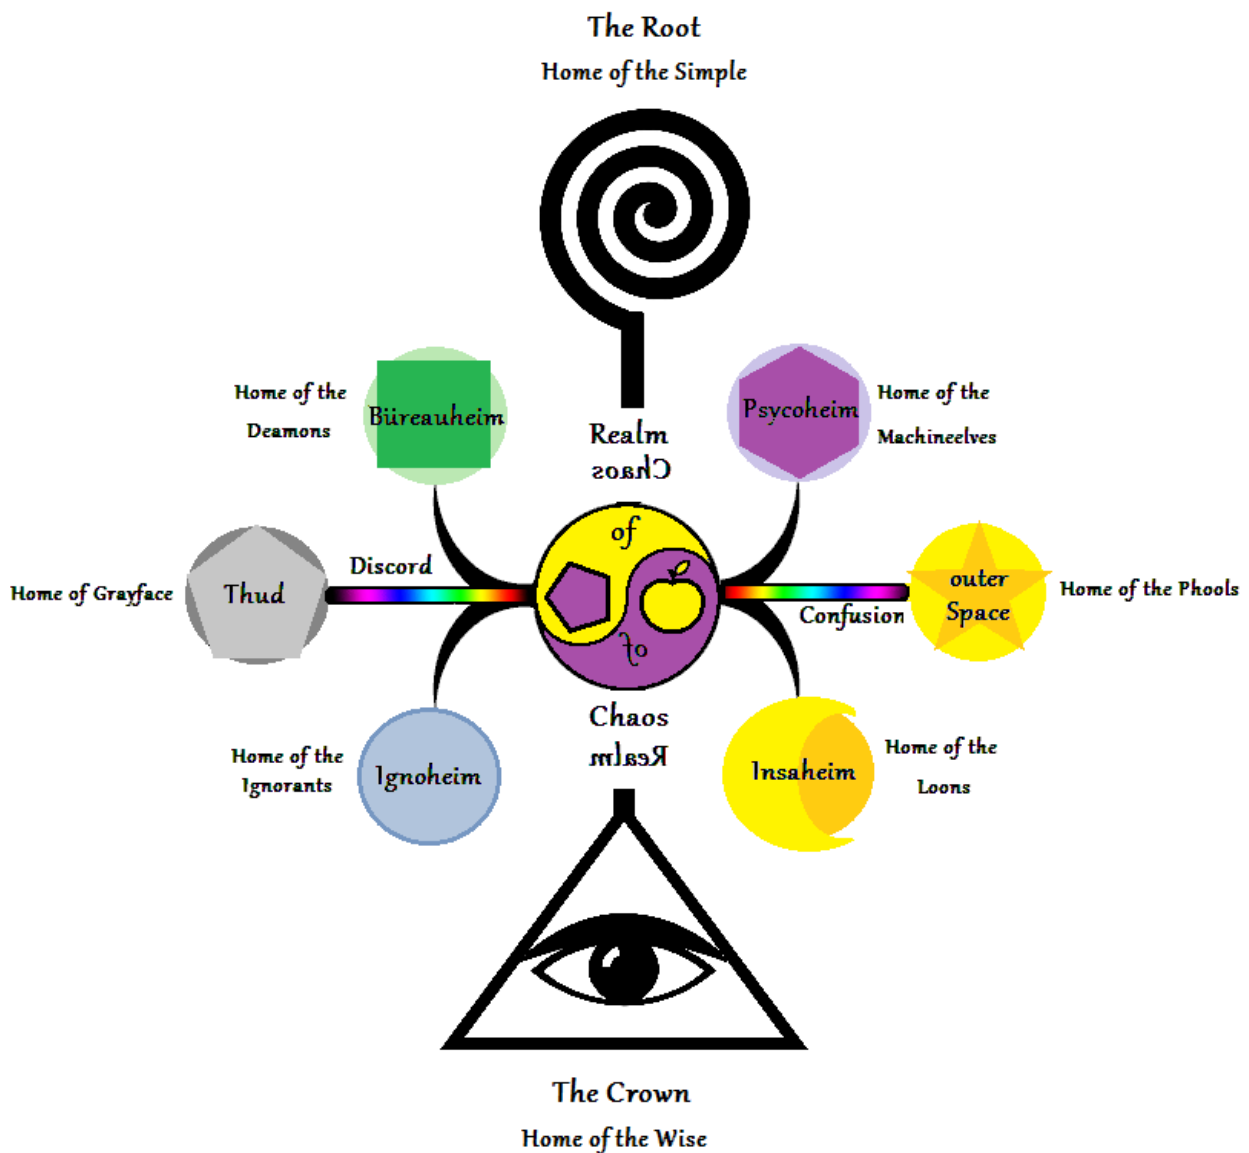 The Root
Home of the Simple
Home of the
Deamons
Büreauheim
Psycoheim
Home of the
Machineelves
Realm
Chaos
of
Home of Grayface
Thud
Discord
Confusion
outer
Space
Home of the Phools
of
Home of the
Ignorants
Ignoheim
Chaos
Realm
Insaheim
Home of the
Loons
The Crown
Home of the Wise